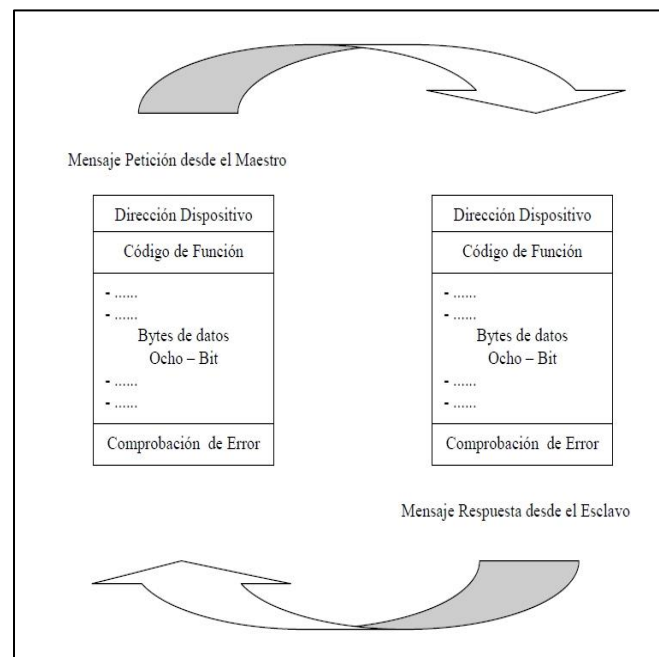 Mensaje Petición desde el Maestro
Dirección Dispositivo
Código de Función
- ......
- ......
Bytes de datos
Ocho – Bit
- ......
- ......
Comprobación de Error
Dirección Dispositivo
Código de Función
- ......
- ......
Bytes de datos
Ocho – Bit
- ......
- ......
Comprobación de Error
Mensaje Respuesta desde el Esclavo